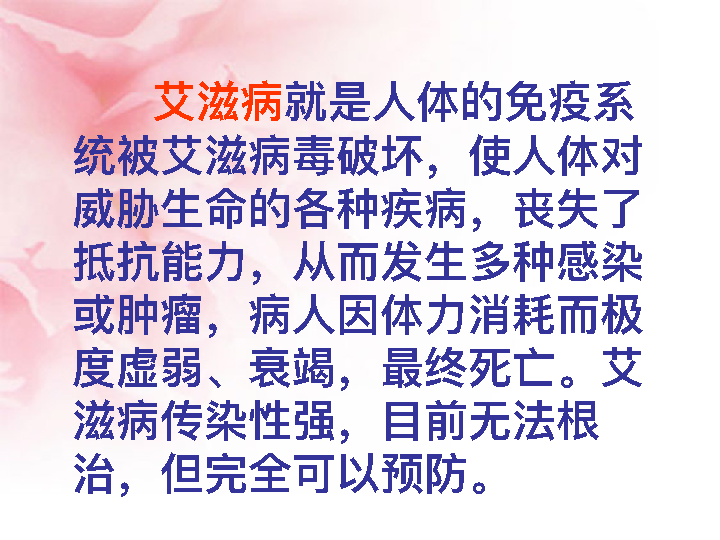 艾滋病就是人体的免疫系
统被艾滋病毒破坏，使人体对
威胁生命的各种疾病，丧失了
抵抗能力，从而发生多种感染
或肿瘤，病人因体力消耗而极
度虚弱、衰竭，最终死亡。艾
滋病传染性强，目前无法根
治，但完全可以预防。